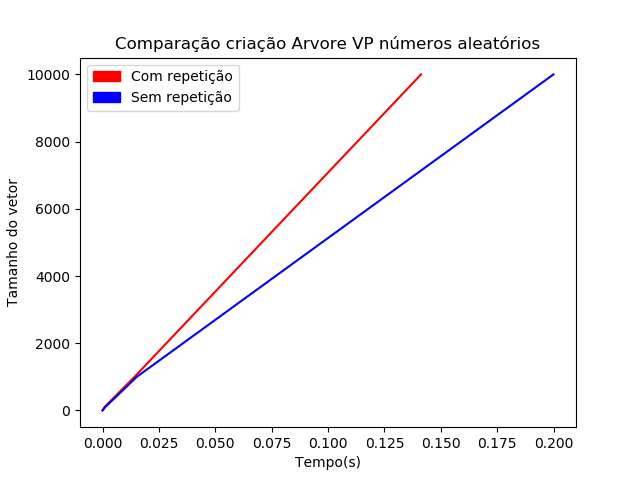 Comparação criação Arvore VP números aleatórios
Com repetição
Sem repetição
10000
8000
6000
4000
2000
0
Tamanho do vetor
0.000 0.025 0.050 0.075 0.100 0.125 0.150 0.175 0.200
Tempo(s)